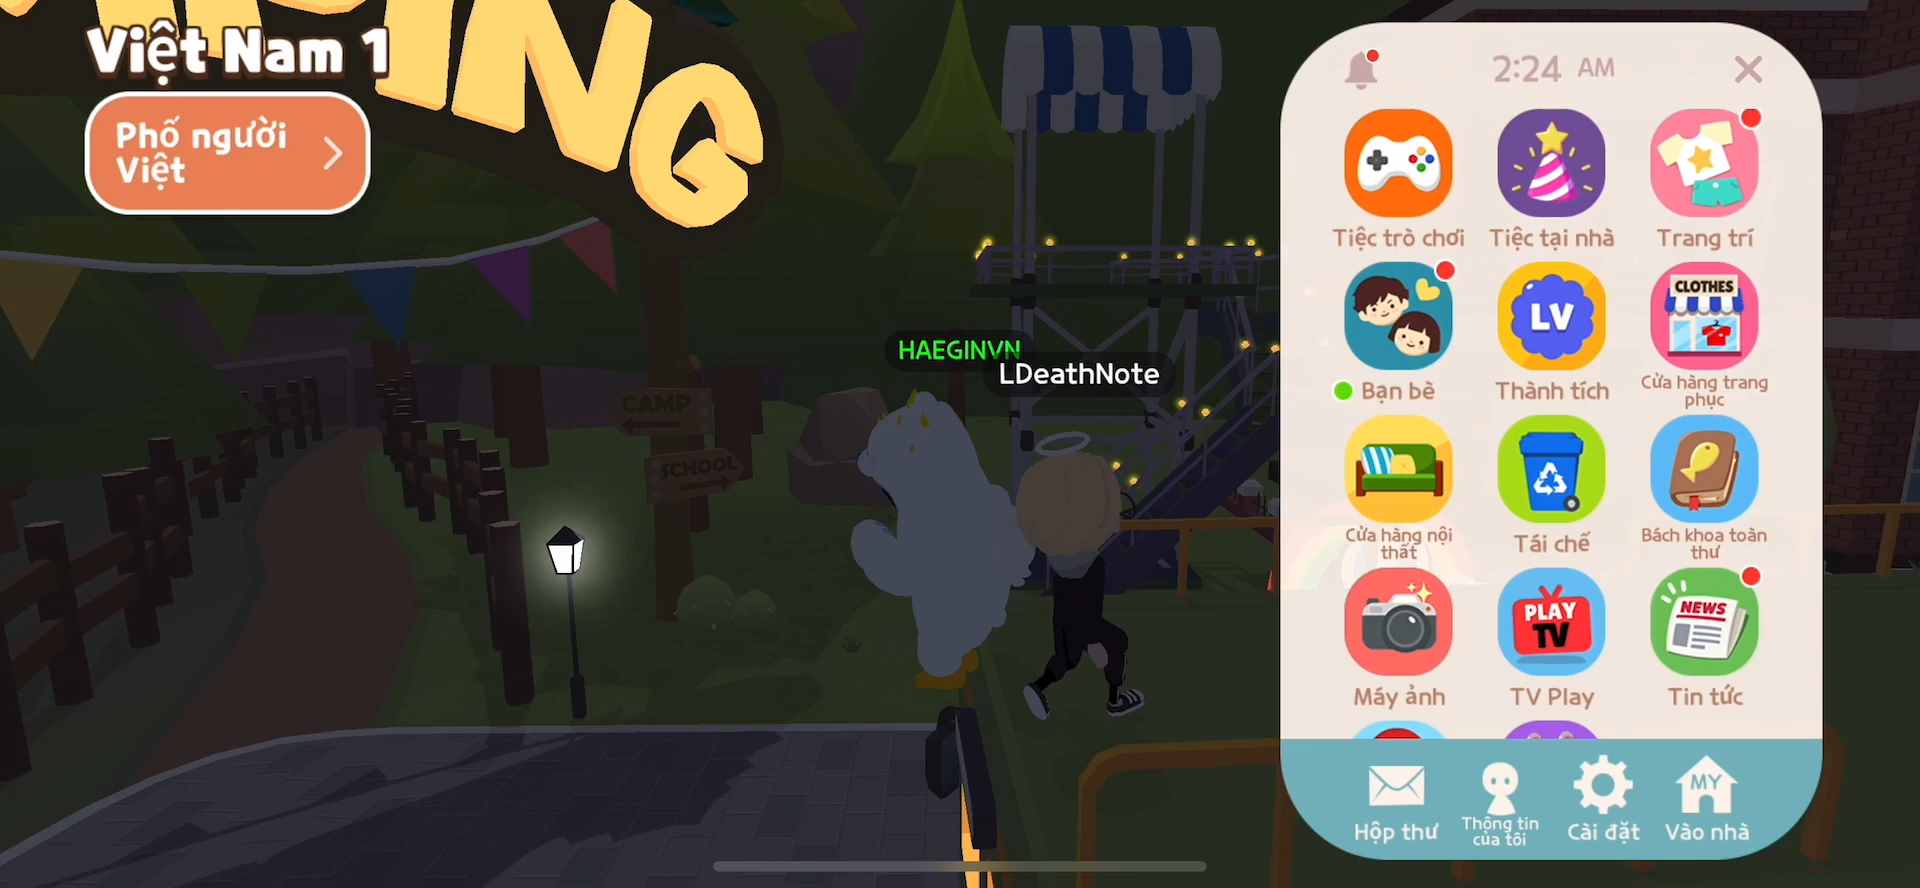 PING
Việt Nam 1
Phố người
Việt
HAEGINVN
LDeathNote
CAMP
SCHOOL
2:24 AM
Tiệc trò chơi
Tiệc tại nhà
Trang trí
LV
CLOTHES
Bạn bè
Thành tích
Cửa hàng trang
phục
Cửa hàng nội
thất
Tái chế
Bách khoa toàn
thư
PLAY
TV
NEWS
Máy ảnh
TV Play
Tin tức
MY
Hộp thư
Thông tin
của tôi
Cài đặt
Vào nhà